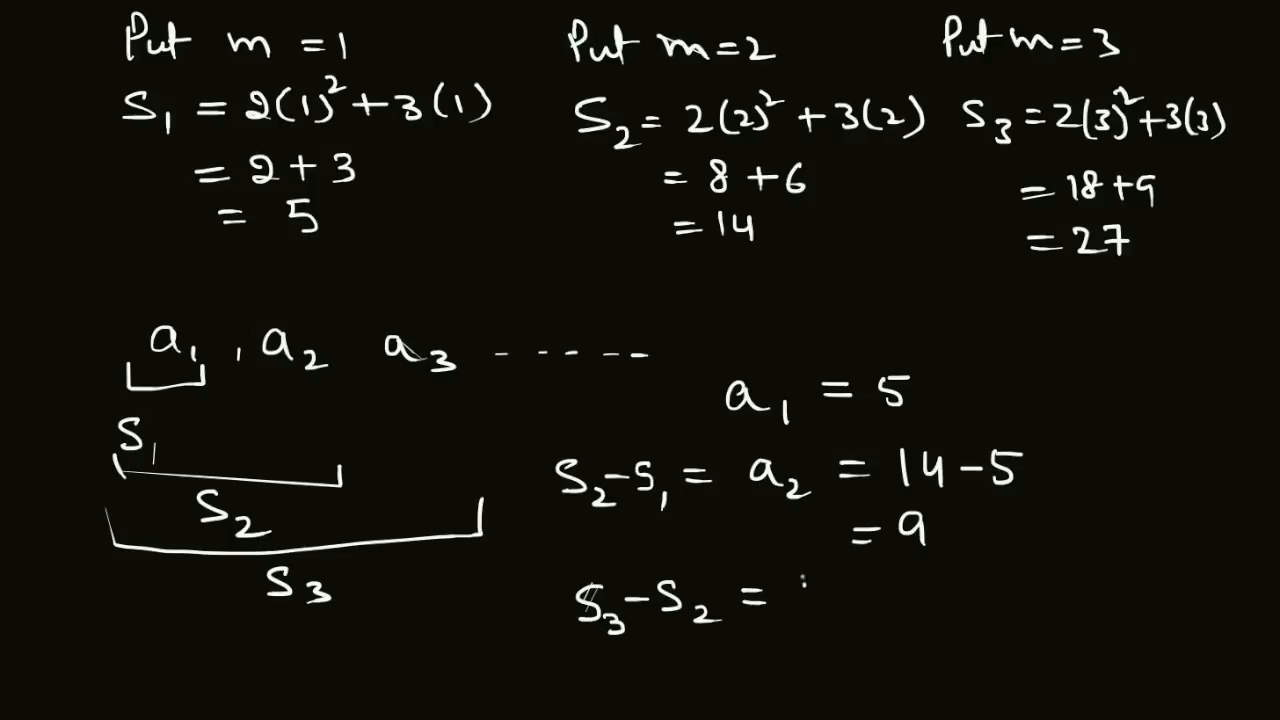 Put m = 1
S₁ = 2(1)² + 3(1)
= 2 + 3
= 5
Put m = 2
S₂ = 2(2)² + 3(2)
= 8 + 6
= 14
Put m = 3
S₃ = 2(3)² + 3(3)
= 18 + 9
= 27
a₁ , a₂ a₃ - - - - -
S₁
S₂
S₃
a₁ = 5
S₂ - S₁ = a₂ = 14 - 5
= 9
S₃ - S₂ =